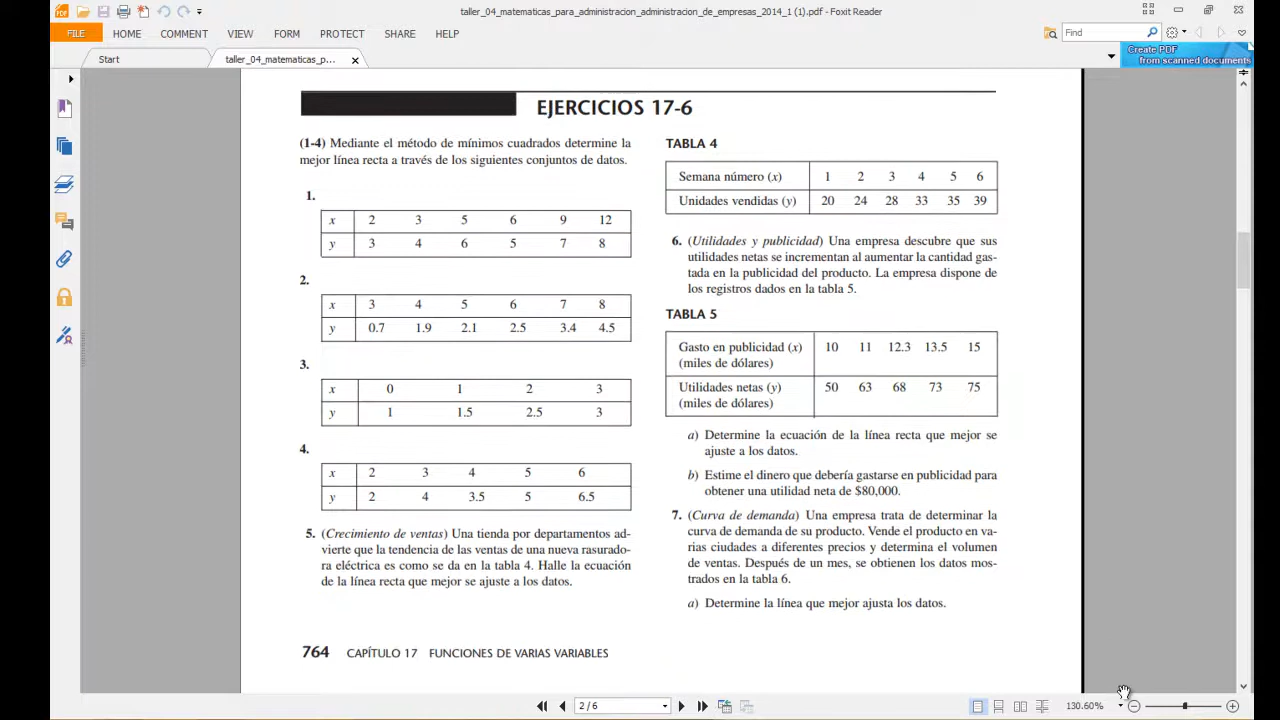 taller_04_matematicas_para_administracion_administracion_de_empresas_2014_1 (1).pdf - Foxit Reader
FILE HOME COMMENT VIEW FORM PROTECT SHARE HELP
Find
Start taller_04_matematicas_p...
Create PDF
from scanned documents
EJERCICIOS 17-6
(1-4) Mediante el método de mínimos cuadrados determine la
mejor línea recta a través de los siguientes conjuntos de datos.
1.
x 2 3 5 6 9 12
y 3 4 6 5 7 8
2.
x 3 4 5 6 7 8
y 0.7 1.9 2.1 2.5 3.4 4.5
3.
x 0 1 2 3
y 1 1.5 2.5 3
4.
x 2 3 4 5 6
y 2 4 3.5 5 6.5
5. (Crecimiento de ventas) Una tienda por departamentos ad-
vierte que la tendencia de las ventas de una nueva rasurado-
ra eléctrica es como se da en la tabla 4. Halle la ecuación
de la línea recta que mejor se ajuste a los datos.
TABLA 4
Semana número (x) 1 2 3 4 5 6
Unidades vendidas (y) 20 24 28 33 35 39
6. (Utilidades y publicidad) Una empresa descubre que sus
utilidades netas se incrementan al aumentar la cantidad gas-
tada en la publicidad del producto. La empresa dispone de
los registros dados en la tabla 5.
TABLA 5
Gasto en publicidad (x) 10 11 12.3 13.5 15
(miles de dólares)
Utilidades netas (y) 50 63 68 73 75
(miles de dólares)
a) Determine la ecuación de la línea recta que mejor se
ajuste a los datos.
b) Estime el dinero que debería gastarse en publicidad para
obtener una utilidad neta de $80,000.
7. (Curva de demanda) Una empresa trata de determinar la
curva de demanda de su producto. Vende el producto en va-
rias ciudades a diferentes precios y determina el volumen
de ventas. Después de un mes, se obtienen los datos mos-
trados en la tabla 6.
a) Determine la línea que mejor ajusta los datos.
764 CAPÍTULO 17 FUNCIONES DE VARIAS VARIABLES
2 / 6
130.60%